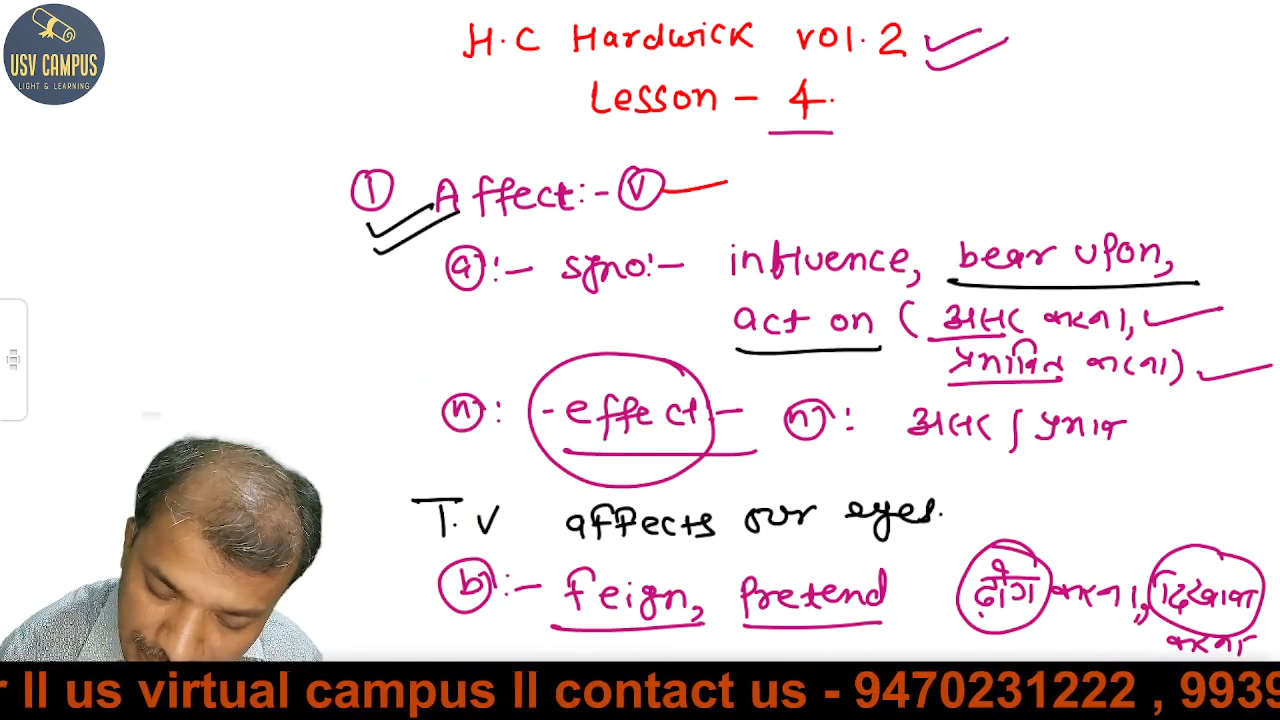 USV CAMPUS
LIGHT & LEARNING
H.C Hardwick vol.2
Lesson - 4.
① Affect:- ⓥ
ⓐ:- syno:- influence, bear upon,
act on ( असर करना,
प्रभावित करना)
ⓝ: - effect:- ⓝ: असर / प्रभाव
T.V affects our eyes.
ⓑ:- feign, Pretend ढोंग करना, दिखावा
करना
r ll us virtual campus ll contact us - 9470231222 , 9939